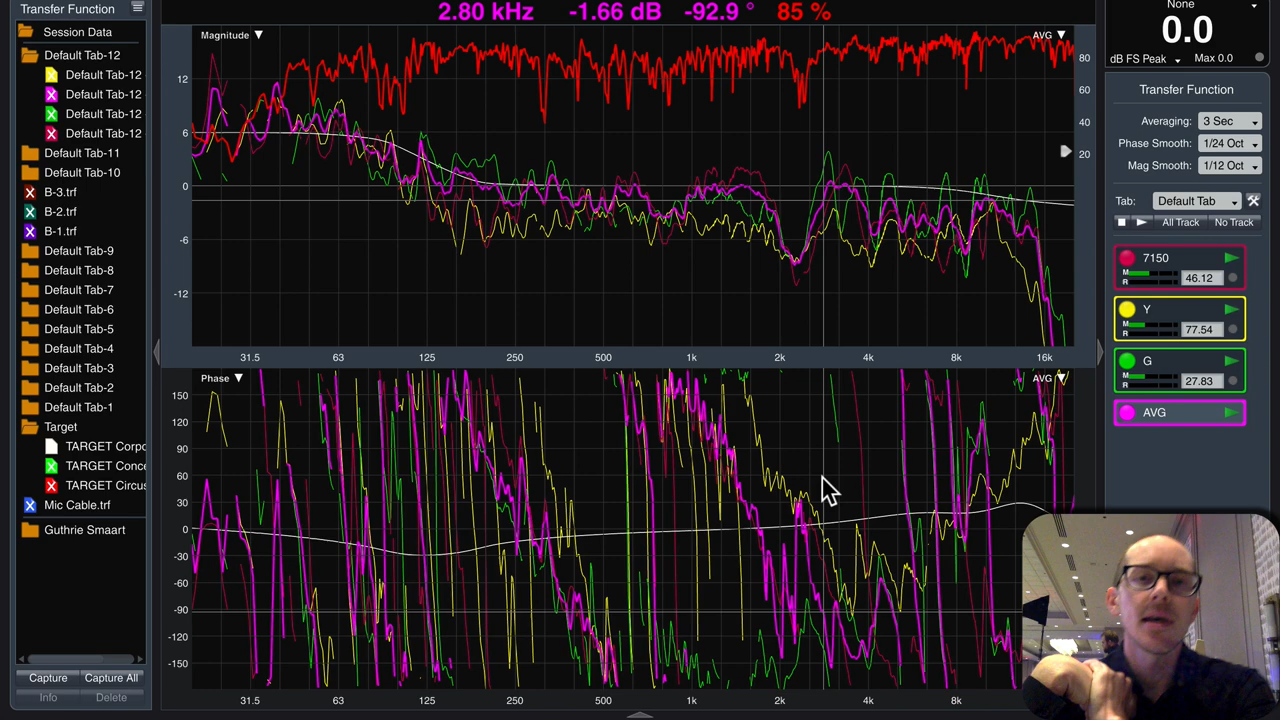 Transfer Function
Session Data
Default Tab-12
Default Tab-12
Default Tab-12
Default Tab-12
Default Tab-12
Default Tab-11
Default Tab-10
B-3.trf
B-2.trf
B-1.trf
Default Tab-9
Default Tab-8
Default Tab-7
Default Tab-6
Default Tab-5
Default Tab-4
Default Tab-3
Default Tab-2
Default Tab-1
Target
TARGET Corpo
TARGET Conce
TARGET Circus
Mic Cable.trf
Guthrie Smaart
Capture
Capture All
Info
Delete
2.80 kHz -1.66 dB -92.9 ° 85 %
Magnitude
AVG
12
6
0
-6
-12
80
60
40
20
31.5 63 125 250 500 1k 2k 4k 8k 16k
Phase
AVG
150
120
90
60
30
0
-30
-60
-90
-120
-150
31.5 63 125 250 500 1k 2k 4k 8k
None
0.0
dB FS Peak Max 0.0
Transfer Function
Averaging: 3 Sec
Phase Smooth: 1/24 Oct
Mag Smooth: 1/12 Oct
Tab: Default Tab
All Track No Track
7150
M
R 46.12
Y
M
R 77.54
G
M
R 27.83
AVG